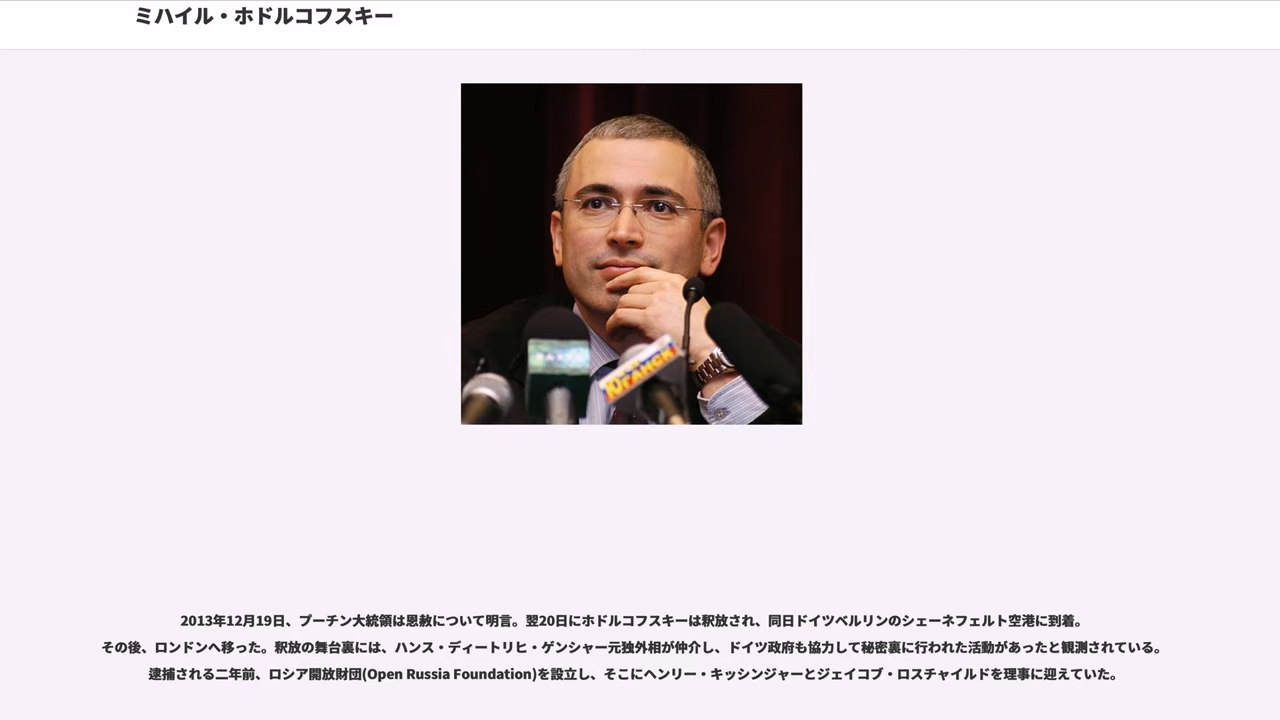 ミハイル・ホドルコフスキー
2013年12月19日、プーチン大統領は恩赦について明言。翌20日にホドルコフスキーは釈放され、同日ドイツベルリンのシェーネフェルト空港に到着。
その後、ロンドンへ移った。釈放の舞台裏には、ハンス・ディートリヒ・ゲンシャー元独外相が仲介し、ドイツ政府も協力して秘密裏に行われた活動があったと観測されている。
逮捕される二年前、ロシア開放財団(Open Russia Foundation)を設立し、そこにヘンリー・キッシンジャーとジェイコブ・ロスチャイルドを理事に迎えていた。